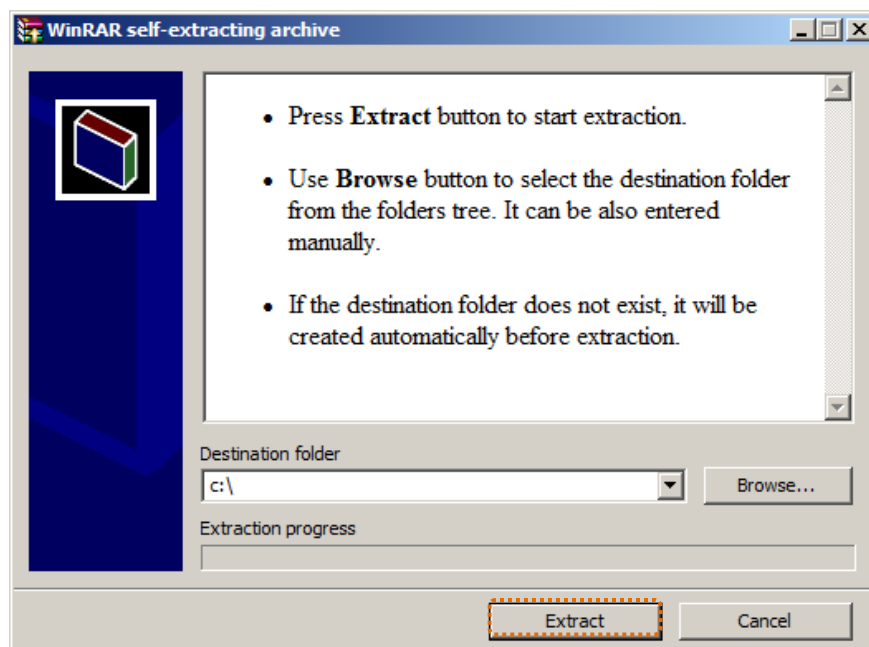 WinRAR self-extracting archive
• Press Extract button to start extraction.
• Use Browse button to select the destination folder
from the folders tree. It can be also entered
manually.
• If the destination folder does not exist, it will be
created automatically before extraction.
Destination folder
c:\
Browse...
Extraction progress
Extract
Cancel